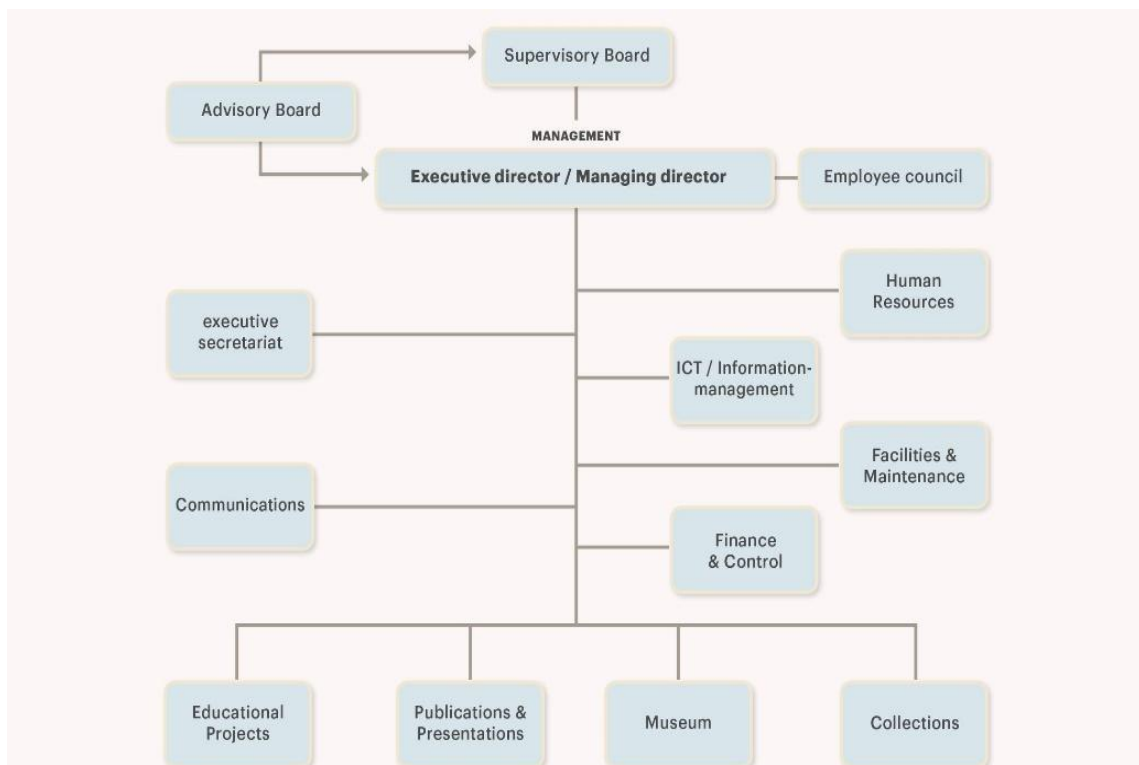 Supervisory Board
Advisory Board
MANAGEMENT
Executive director / Managing director
Employee council
Human
Resources
executive
secretariat
ICT / Information-
management
Facilities &
Maintenance
Communications
Finance
& Control
Educational
Projects
Publications &
Presentations
Museum
Collections